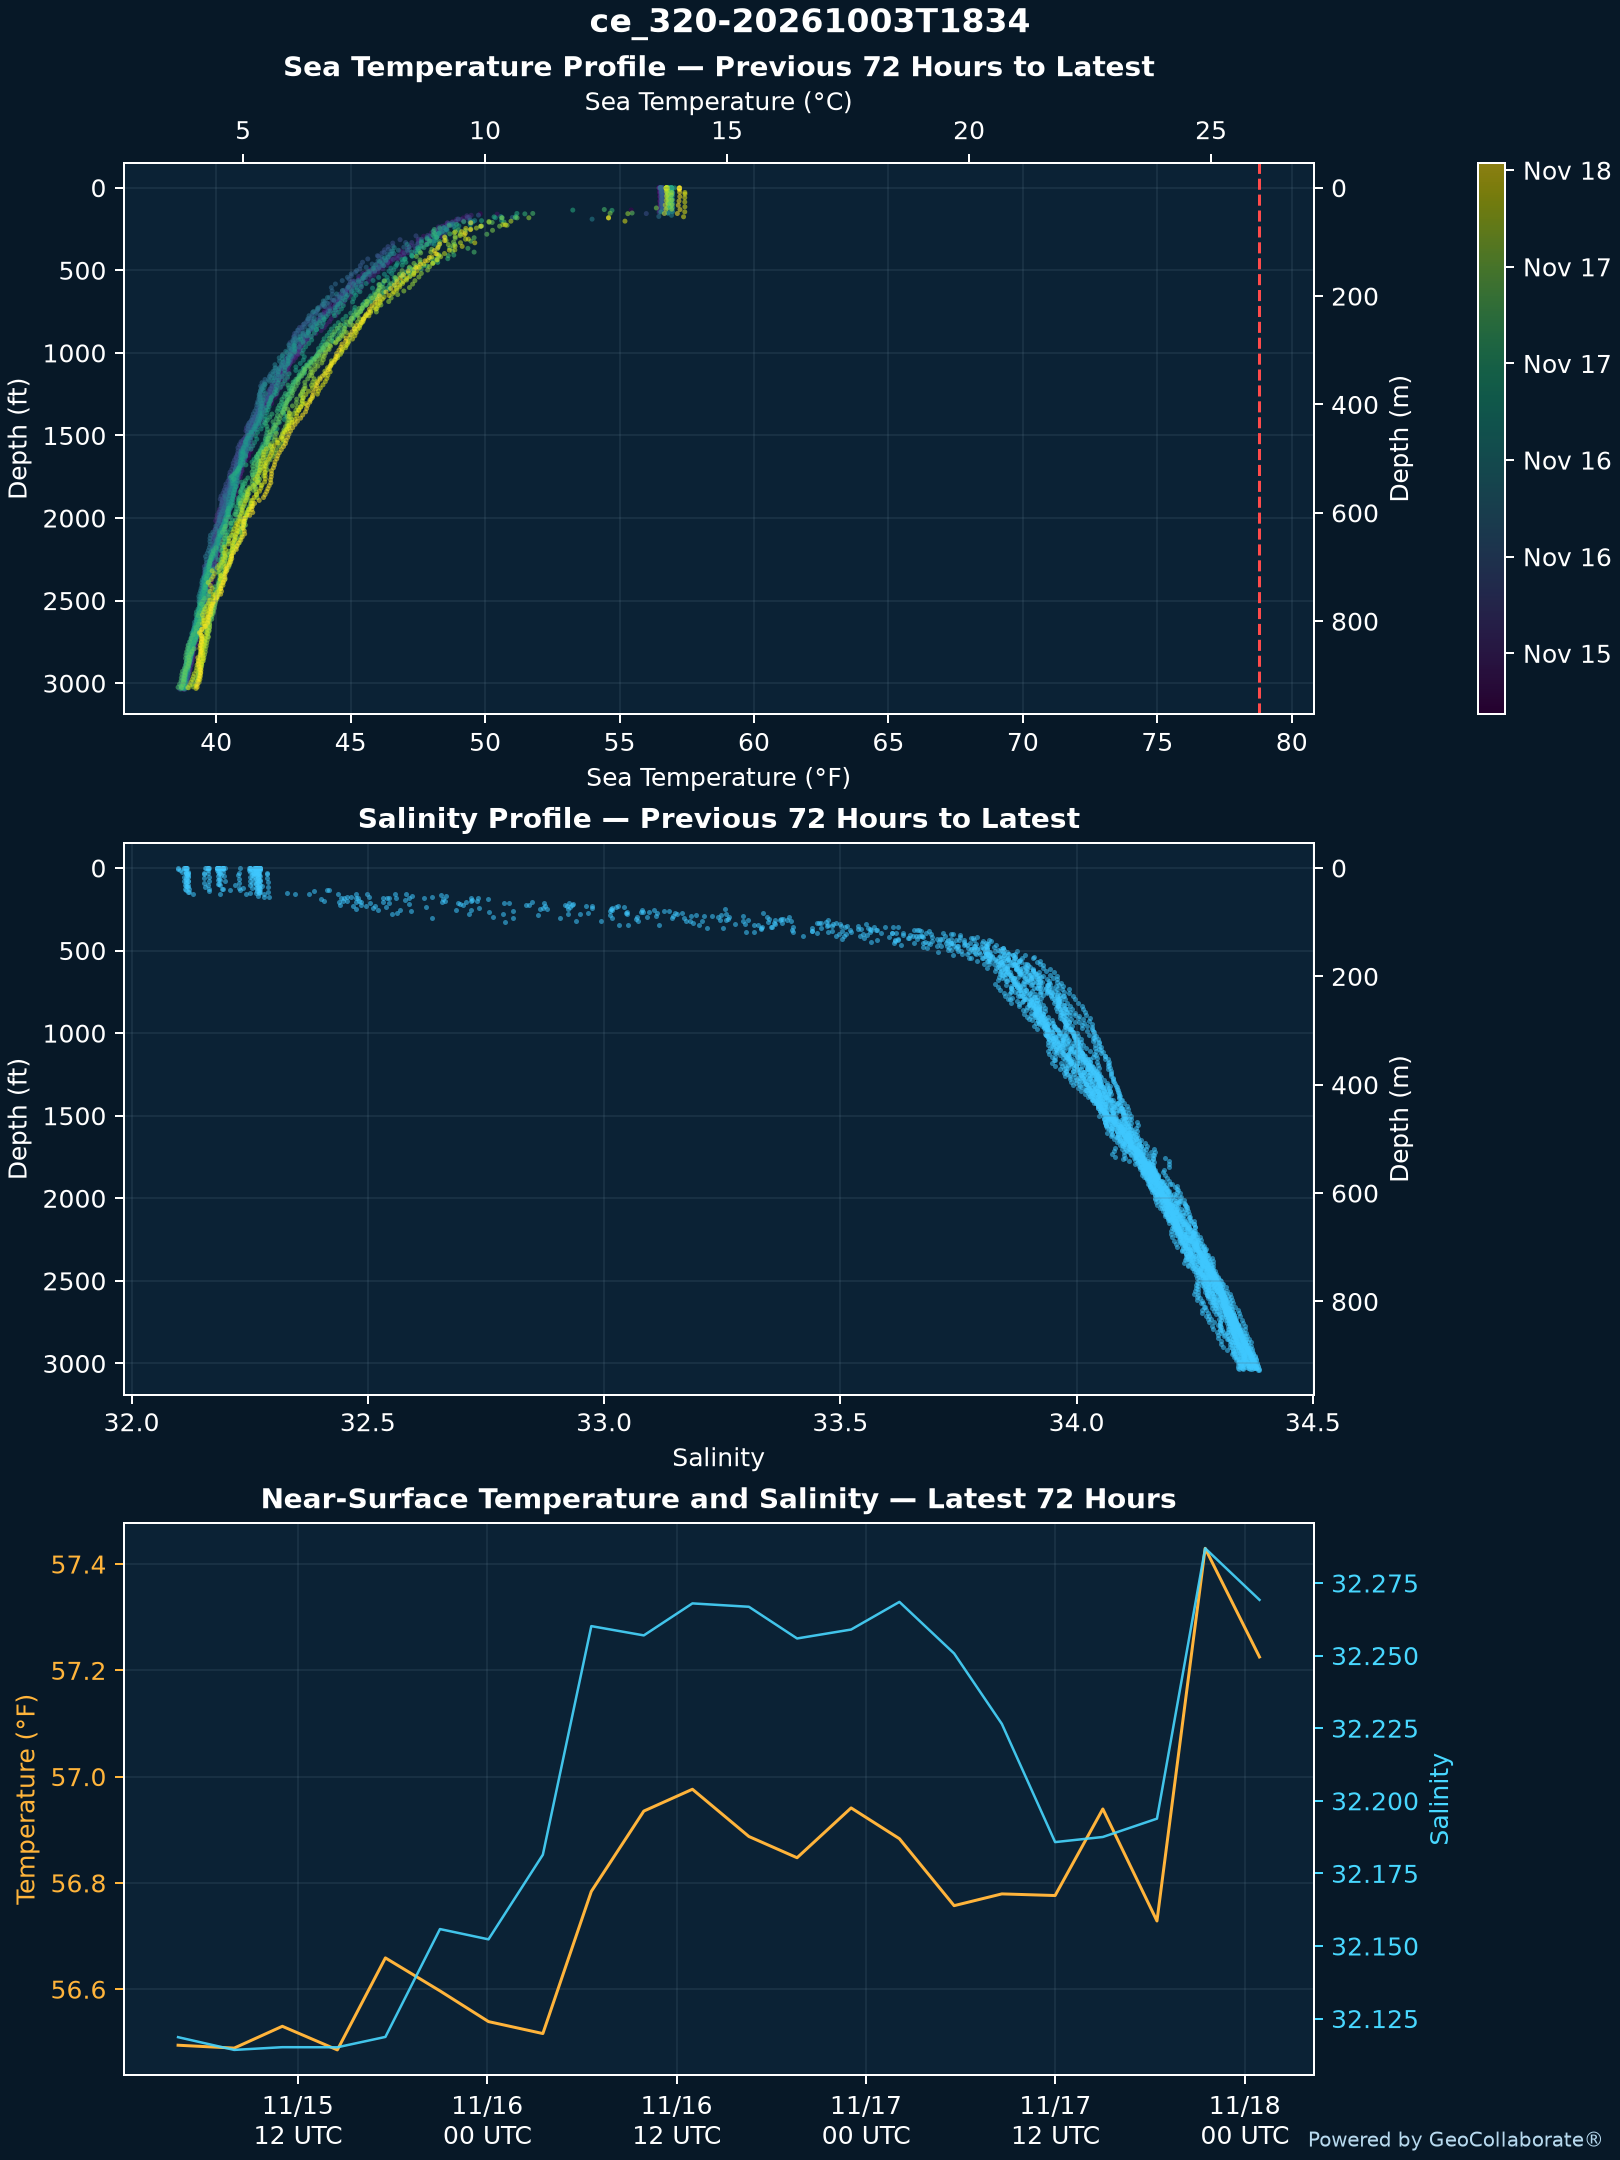 ce_320-20261003T1834
Sea Temperature Profile — Previous 72 Hours to Latest
Sea Temperature (°C)
5 10 15 20 25
0
500
1000
1500
2000
2500
3000
Depth (ft)
0
200
400
600
800
Depth (m)
Nov 18
Nov 17
Nov 17
Nov 16
Nov 16
Nov 15
40 45 50 55 60 65 70 75 80
Sea Temperature (°F)
Salinity Profile — Previous 72 Hours to Latest
0
500
1000
1500
2000
2500
3000
Depth (ft)
0
200
400
600
800
Depth (m)
32.0 32.5 33.0 33.5 34.0 34.5
Salinity
Near-Surface Temperature and Salinity — Latest 72 Hours
57.4
57.2
57.0
56.8
56.6
Temperature (°F)
32.275
32.250
32.225
32.200
32.175
32.150
32.125
Salinity
11/15 11/16 11/16 11/17 11/17 11/18
12 UTC 00 UTC 12 UTC 00 UTC 12 UTC 00 UTC
Powered by GeoCollaborate®